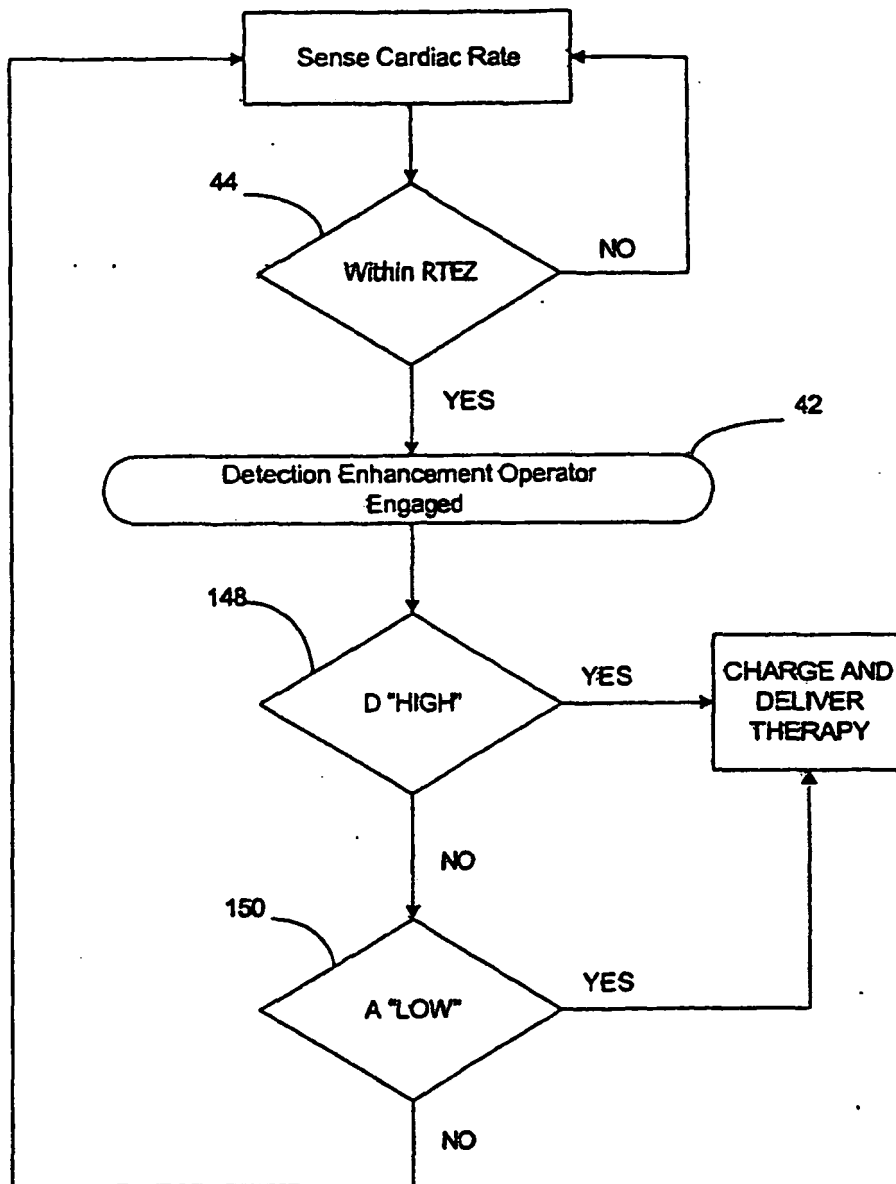 Sense Cardiac Rate
44
Within RTEZ
NO
YES
42
Detection Enhancement Operator
Engaged
148
D "HIGH"
YES
CHARGE AND
DELIVER
THERAPY
NO
150
A "LOW"
YES
NO